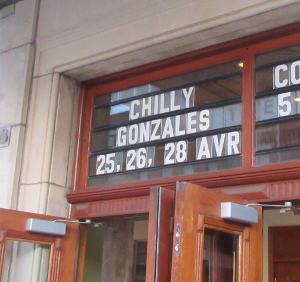 CHILLY
GONZALES
25, 26, 28 AVR
CO
5-